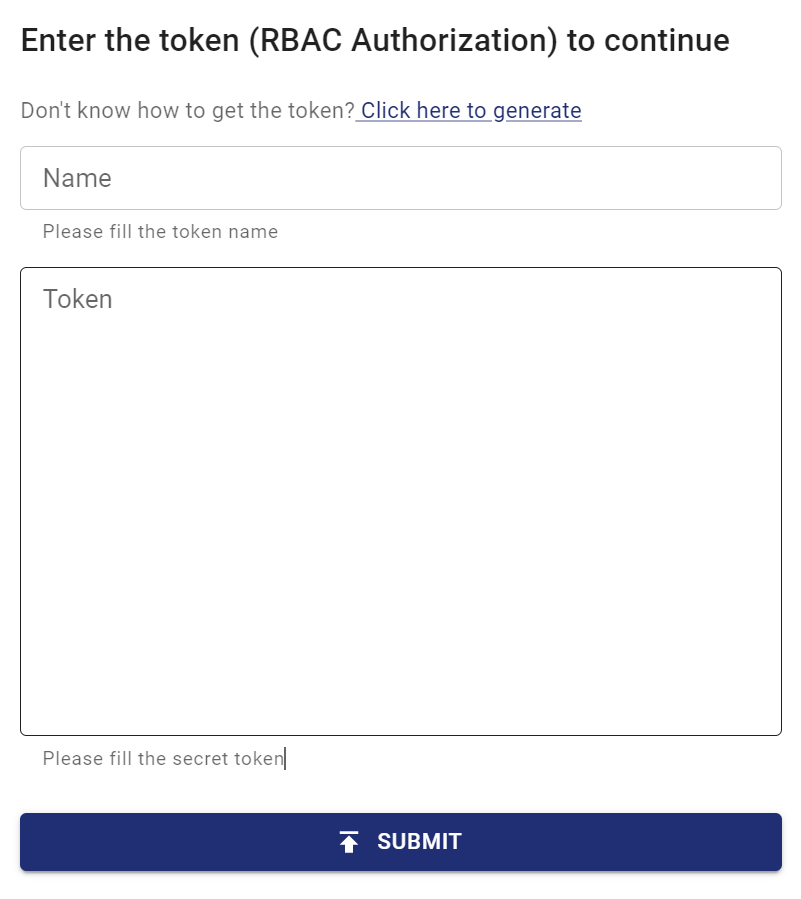 Enter the token (RBAC Authorization) to continue
Don't know how to get the token? Click here to generate
Name
Please fill the token name
Token
Please fill the secret token
SUBMIT